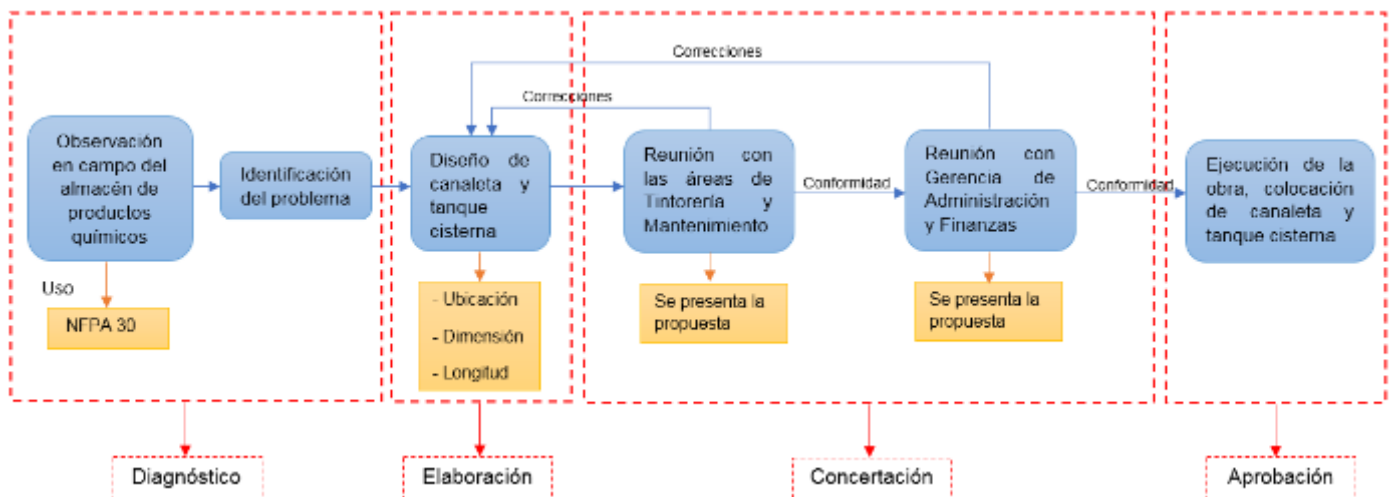 Correcciones
Correcciones
Observación
en campo del
almacén de
productos
químicos
Identificación
del problema
Diseño de
canaleta y
tanque
cisterna
Reunión con
las áreas de
Tintorería y
Mantenimiento
Conformidad
Reunión con
Gerencia de
Administración
y Finanzas
Conformidad
Ejecución de la
obra, colocación
de canaleta y
tanque cisterna
Uso
NFPA 30
- Ubicación
- Dimensión
- Longitud
Se presenta la
propuesta
Se presenta la
propuesta
Diagnóstico
Elaboración
Concertación
Aprobación